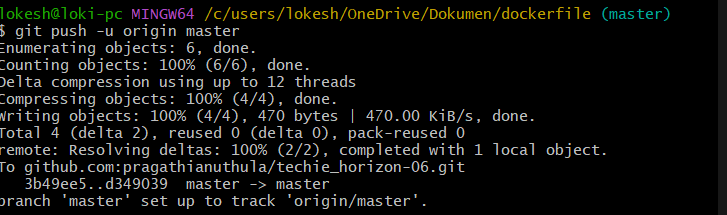 lokesh@loki-pc MINGW64 /c/users/lokesh/OneDrive/Dokumen/dockerfile (master)
$ git push -u origin master
Enumerating objects: 6, done.
Counting objects: 100% (6/6), done.
Delta compression using up to 12 threads
Compressing objects: 100% (4/4), done.
Writing objects: 100% (4/4), 470 bytes | 470.00 KiB/s, done.
Total 4 (delta 2), reused 0 (delta 0), pack-reused 0
remote: Resolving deltas: 100% (2/2), completed with 1 local object.
To github.com:pragathianuthula/techie_horizon-06.git
   3b49ee5..d349039  master -> master
branch 'master' set up to track 'origin/master'.